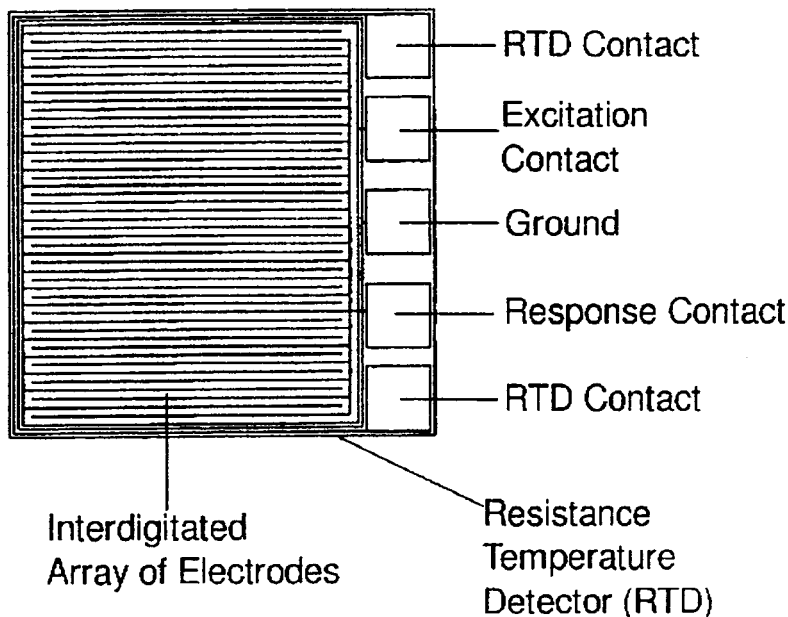 RTD Contact
Excitation
Contact
Ground
Response Contact
RTD Contact
Interdigitated
Array of Electrodes
Resistance
Temperature
Detector (RTD)